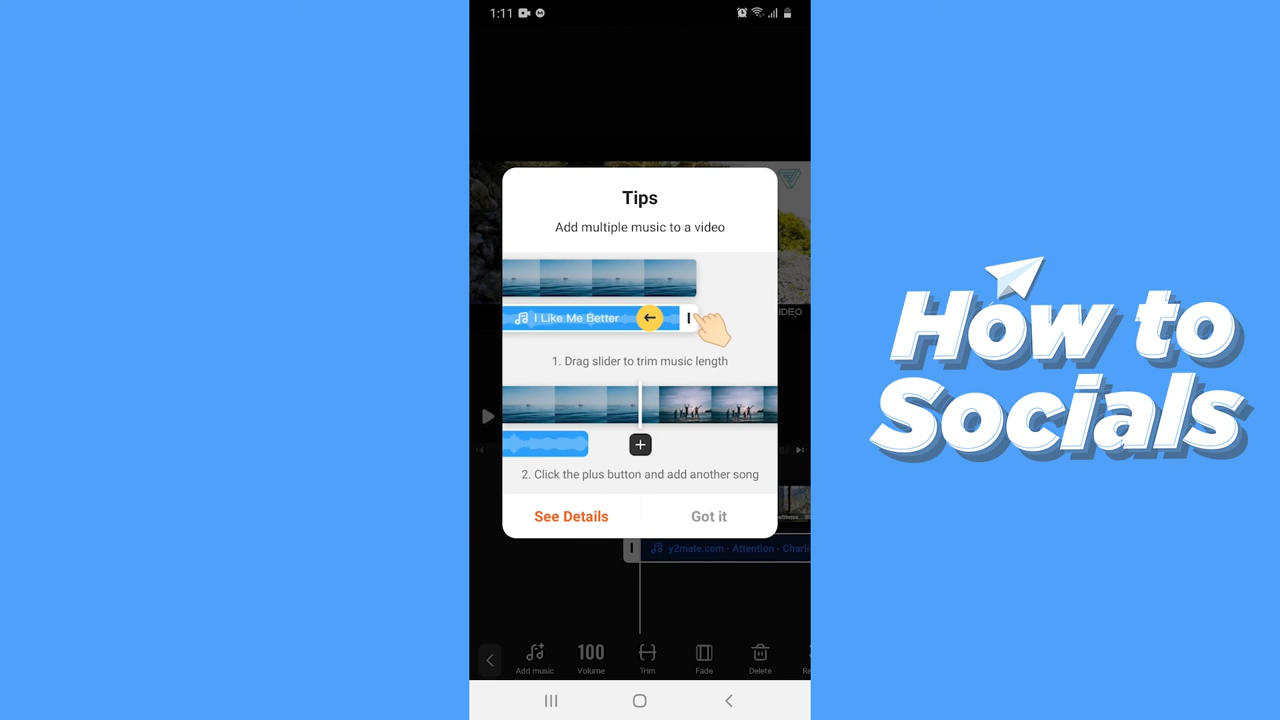 1:11
Tips
Add multiple music to a video
I Like Me Better
1. Drag slider to trim music length
2. Click the plus button and add another song
See Details
Got it
IDEO
y2mate.com - Attention - Charli
100
Add music
Volume
Trim
Fade
Delete
Re
How to
Socials